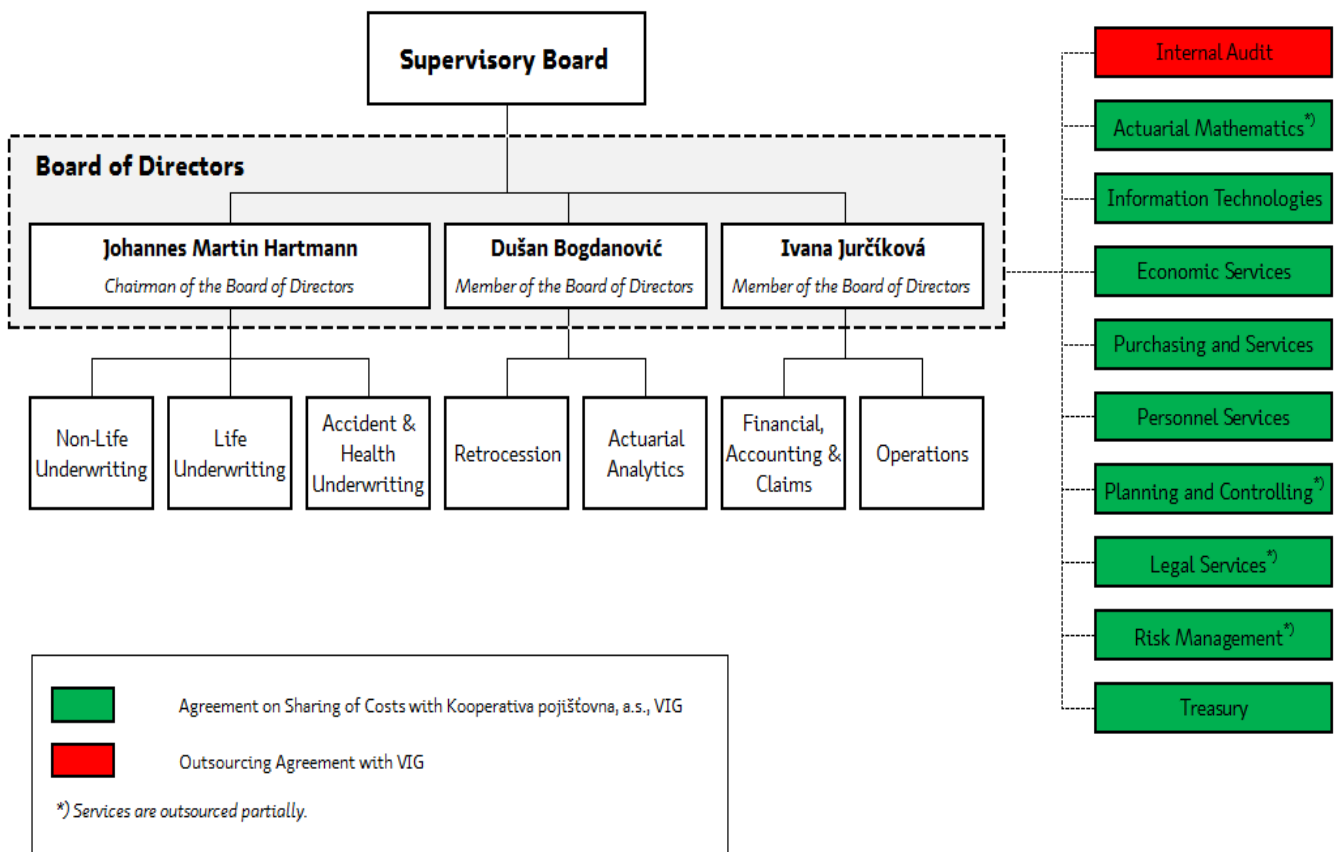 Supervisory Board
Board of Directors
Johannes Martin Hartmann
Chairman of the Board of Directors
Dušan Bogdanović
Member of the Board of Directors
Ivana Jurčíková
Member of the Board of Directors
Non-Life
Underwriting
Life
Underwriting
Accident &
Health
Underwriting
Retrocession
Actuarial
Analytics
Financial,
Accounting &
Claims
Operations
Internal Audit
Actuarial Mathematics*)
Information Technologies
Economic Services
Purchasing and Services
Personnel Services
Planning and Controlling*)
Legal Services*)
Risk Management*)
Treasury
Agreement on Sharing of Costs with Kooperativa pojišťovna, a.s., VIG
Outsourcing Agreement with VIG
*) Services are outsourced partially.